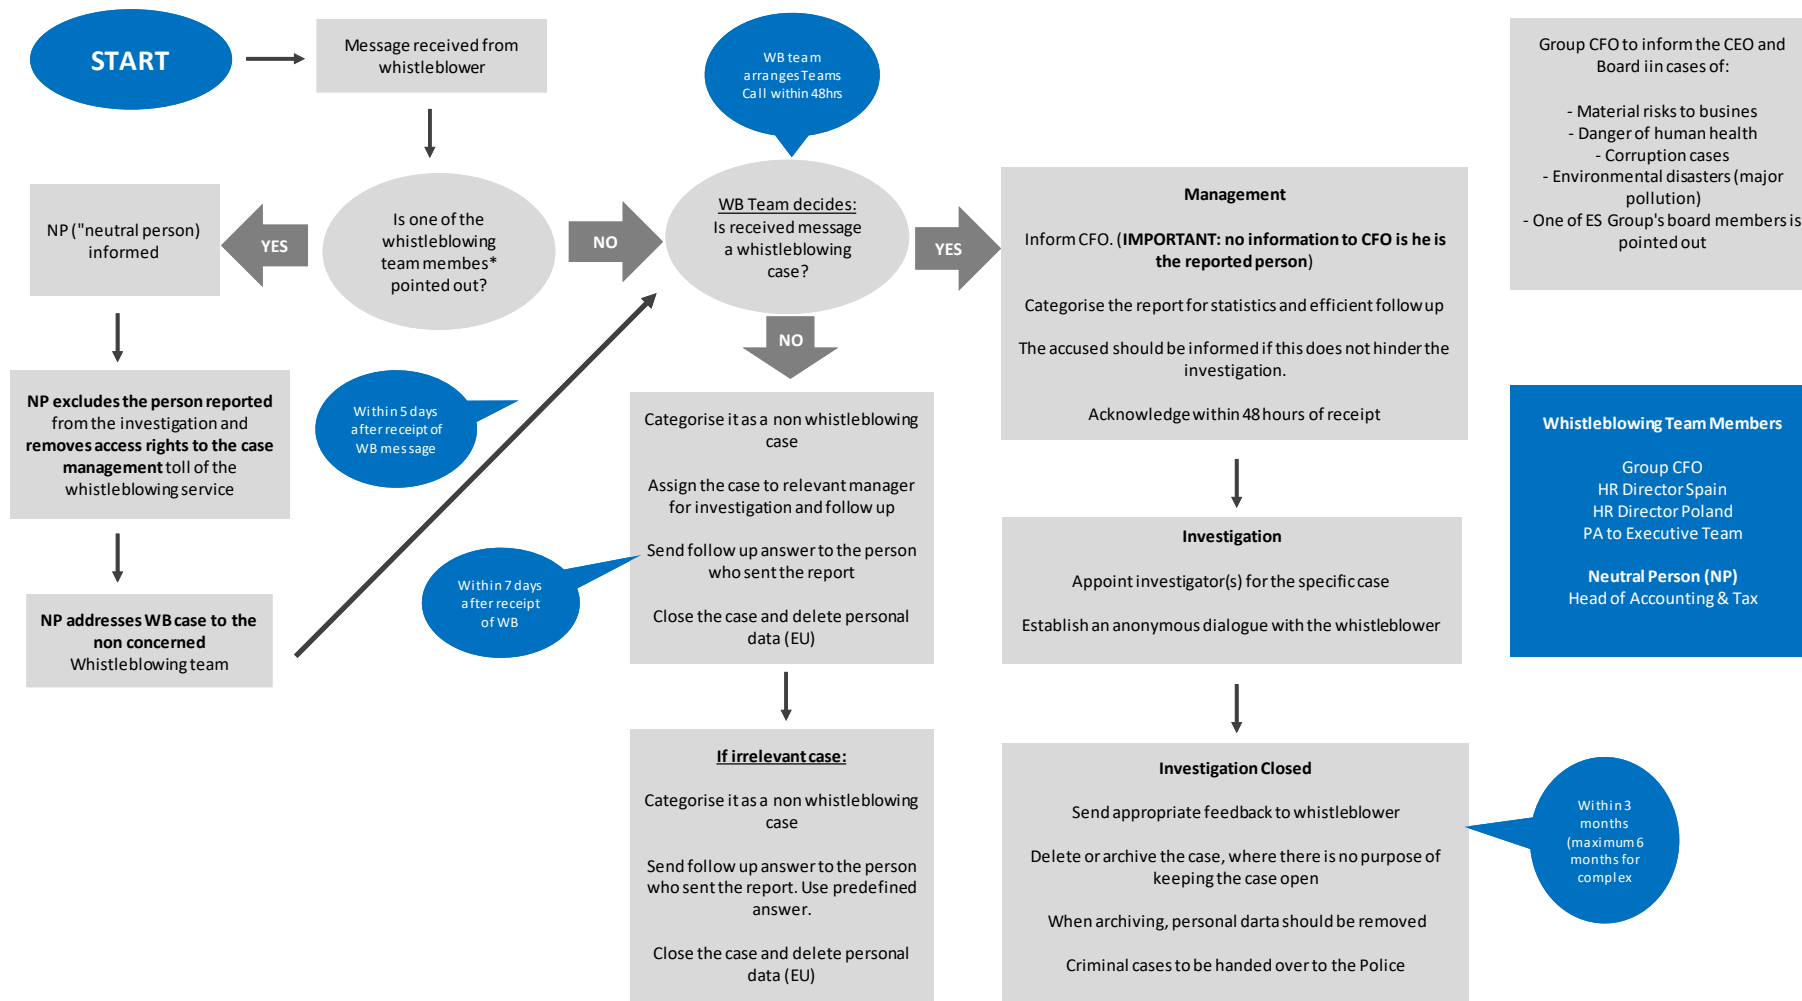 START
Message received from
whistleblower
WB team
arranges Teams
Call within 48hrs
Group CFO to inform the CEO and
Board iin cases of:
- Material risks to busines
- Danger of human health
- Corruption cases
- Environmental disasters (major
pollution)
- One of ES Group's board members is
pointed out
NP ("neutral person)
informed
YES
Is one of the
whistleblowing
team membes*
pointed out?
NO
WB Team decides:
Is received message
a whistleblowing
case?
YES
NO
Management
Inform CFO. (IMPORTANT: no information to CFO is he is
the reported person)
Categorise the report for statistics and efficient follow up
The accused should be informed if this does not hinder the
investigation.
Acknowledge within 48 hours of receipt
NP excludes the person reported
from the investigation and
removes access rights to the case
management toll of the
whistleblowing service
Within 5 days
after receipt of
WB message
Categorise it as a non whistleblowing
case
Assign the case to relevant manager
for investigation and follow up
Send follow up answer to the person
who sent the report
Close the case and delete personal
data (EU)
Within 7 days
after receipt
of WB
Whistleblowing Team Members
Group CFO
HR Director Spain
HR Director Poland
PA to Executive Team
Neutral Person (NP)
Head of Accounting & Tax
Investigation
Appoint investigator(s) for the specific case
Establish an anonymous dialogue with the whistleblower
NP addresses WB case to the
non concerned
Whistleblowing team
If irrelevant case:
Categorise it as a non whistleblowing
case
Send follow up answer to the person
who sent the report. Use predefined
answer.
Close the case and delete personal
data (EU)
Investigation Closed
Send appropriate feedback to whistleblower
Delete or archive the case, where there is no purpose of
keeping the case open
When archiving, personal darta should be removed
Criminal cases to be handed over to the Police
Within 3
months
(maximum 6
months for
complex